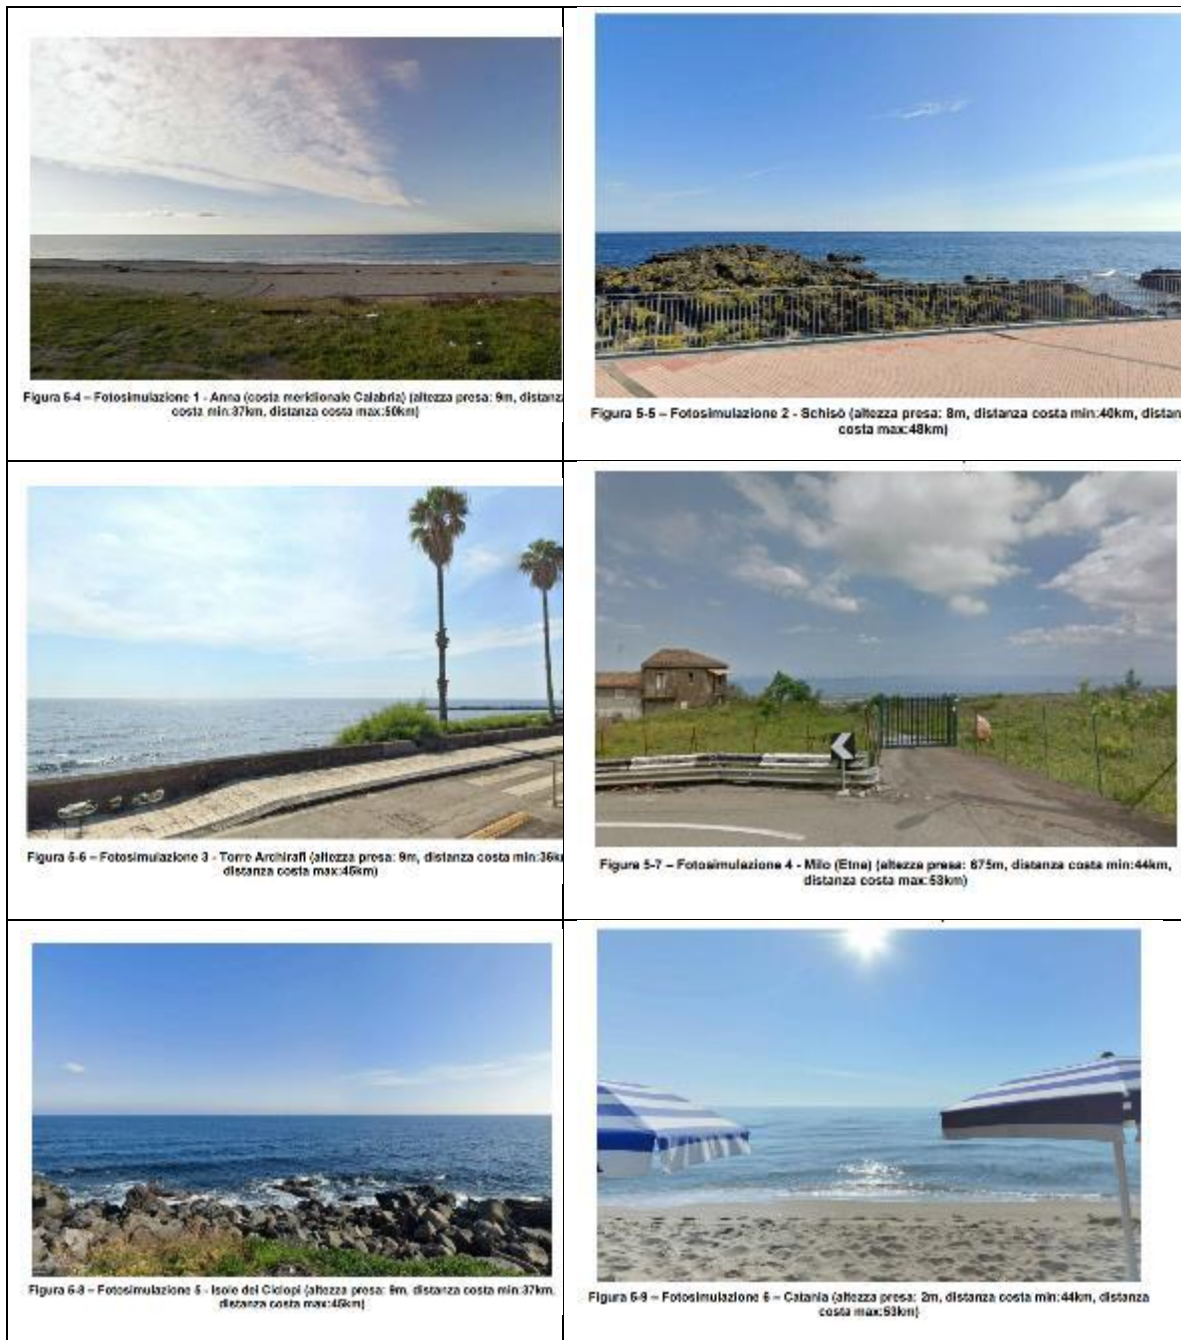 Figura 5-4 – Fotosimulazione 1 - Anna (costa meridionale Calabria) (altezza presa: 9m, distanz
costa min:37km, distanza costa max:50km)
Figura 5-5 – Fotosimulazione 2 - Schisò (altezza presa: 8m, distanza costa min:40km, distan
costa max:48km)
Figura 5-6 – Fotosimulazione 3 - Torre Archirafi (altezza presa: 9m, distanza costa min:36k
distanza costa max:45km)
Figura 5-7 – Fotosimulazione 4 - Milo (Etna) (altezza presa: 675m, distanza costa min:44km,
distanza costa max:53km)
Figura 5-8 – Fotosimulazione 5 - Isole dei Ciclopi (altezza presa: 9m, distanza costa min:37km,
distanza costa max:45km)
Figura 5-9 – Fotosimulazione 6 – Catania (altezza presa: 2m, distanza costa min:44km, distanza
costa max:53km)